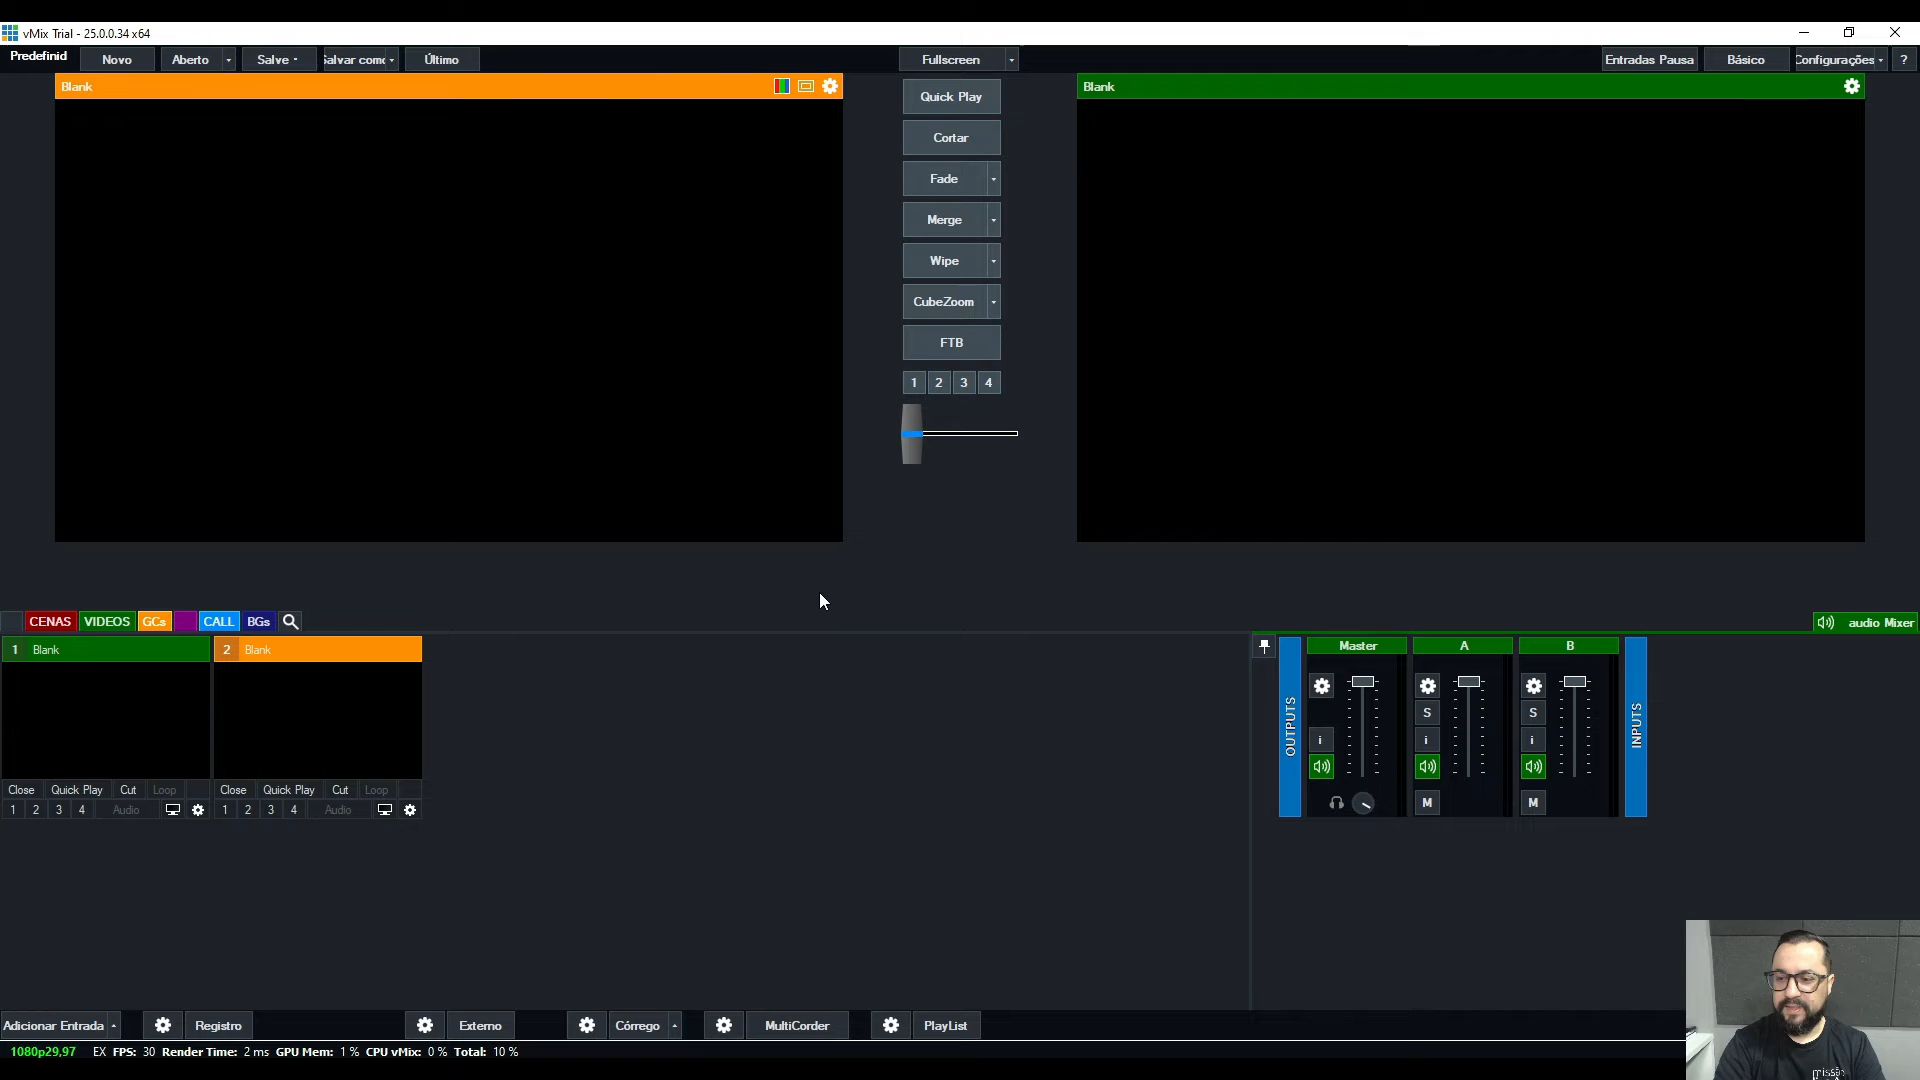 vMix Trial - 25.0.0.34 x64
Predefinid Novo Aberto Salve Salvar como Último Fullscreen Entradas Pausa Básico Configurações ?
Blank
Blank
Quick Play
Cortar
Fade
Merge
Wipe
CubeZoom
FTB
1 2 3 4
CENAS VIDEOS GCs CALL BGs
audio Mixer
1 Blank
2 Blank
Close Quick Play Cut Loop
1 2 3 4 Audio
Close Quick Play Cut Loop
1 2 3 4 Audio
OUTPUTS
Master
i
A
S
i
M
B
S
i
M
INPUTS
Adicionar Entrada Registro Externo Córrego MultiCorder PlayList
1080p29,97 EX FPS: 30 Render Time: 2 ms GPU Mem: 1 % CPU vMix: 0 % Total: 10 %
missão